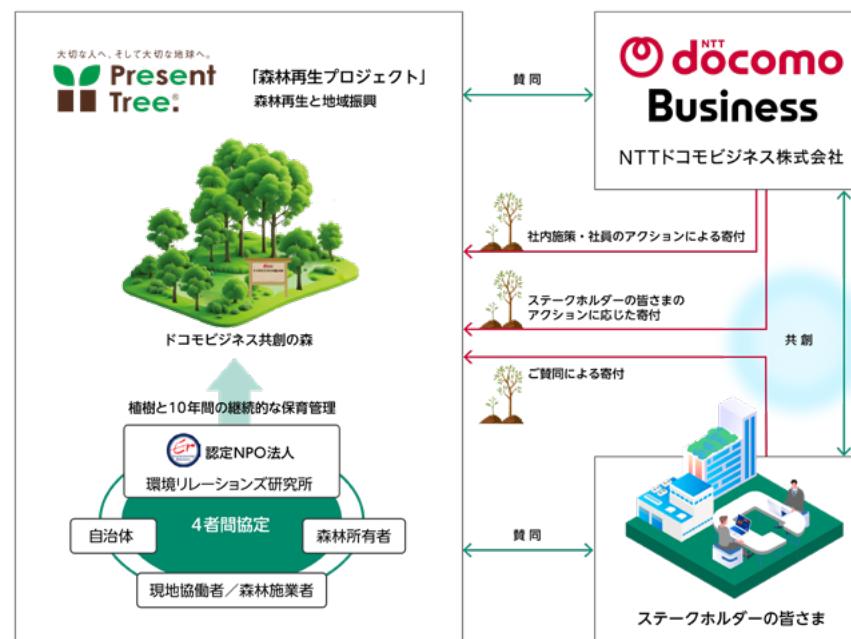 大切な人へ、そして大切な地球へ。
Present
Tree.®
「森林再生プロジェクト」
森林再生と地域振興
ドコモビジネス共創の森
植樹と10年間の継続的な保育管理
認定NPO法人
環境リレーションズ研究所
4者間協定
自治体
森林所有者
現地協働者／森林施業者
賛同
社内施策・社員のアクションによる寄付
ステークホルダーの皆さまの
アクションに応じた寄付
ご賛同による寄付
賛同
NTT
docomo
Business
NTTドコモビジネス株式会社
共創
ステークホルダーの皆さま